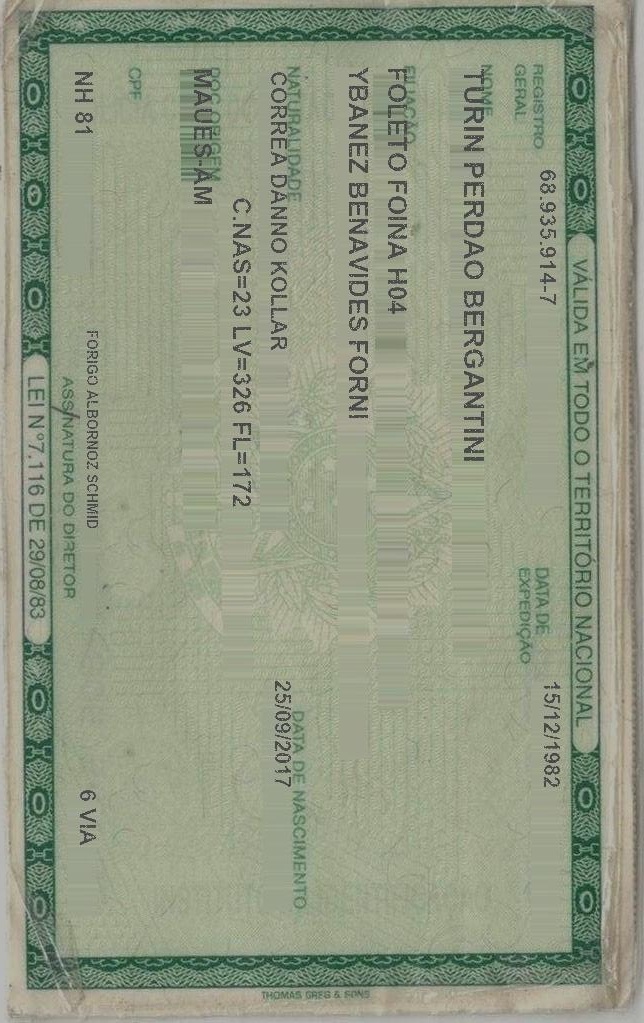 VÁLIDA EM TODO O TERRITÓRIO NACIONAL
REGISTRO GERAL 68.935.914-7 DATA DE EXPEDIÇÃO 15/12/1982
NOME
TURIN PERDAO BERGANTINI
FILIAÇÃO
FOLETO FOINA H04
YBANEZ BENAVIDES FORNI
NATURALIDADE DATA DE NASCIMENTO
CORREA DANNO KOLLAR 25/09/2017
C.NAS=23 LV=326 FL=172
DOC ORIGEM
MAUES-AM
CPF
NH 81 FORIGO ALBORNOZ SCHMID 6 VIA
ASSINATURA DO DIRETOR
LEI Nº 7.116 DE 29/08/83
THOMAS GREG & SONS